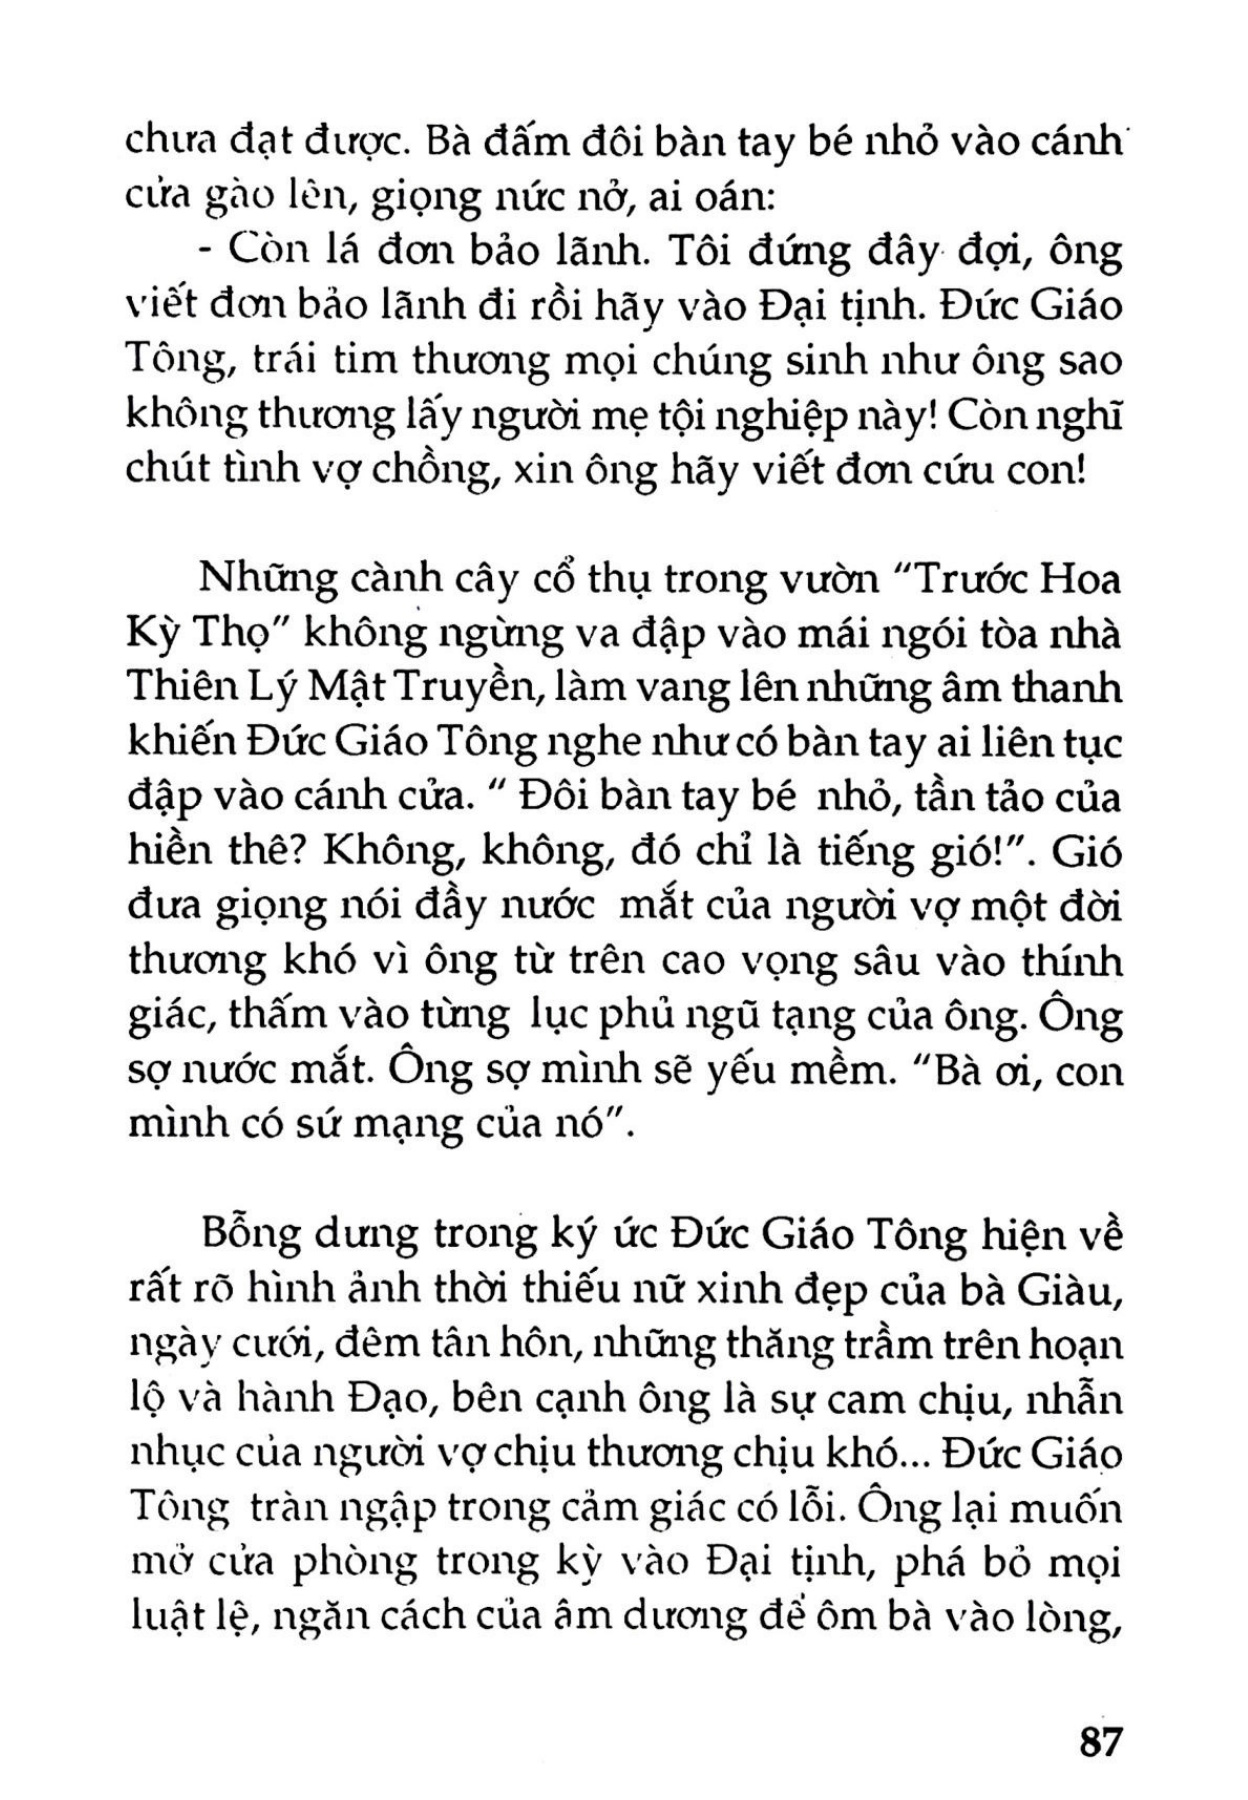 chưa đạt được. Bà đấm đôi bàn tay bé nhỏ vào cánh
cửa gào lên, giọng nức nở, ai oán:
- Còn lá đơn bảo lãnh. Tôi đứng đây đợi, ông
viết đơn bảo lãnh đi rồi hãy vào Đại tịnh. Đức Giáo
Tông, trái tim thương mọi chúng sinh như ông sao
không thương lấy người mẹ tội nghiệp này! Còn nghĩ
chút tình vợ chồng, xin ông hãy viết đơn cứu con!
Những cành cây cổ thụ trong vườn "Trước Hoa
Kỳ Thọ" không ngừng va đập vào mái ngói tòa nhà
Thiên Lý Mật Truyền, làm vang lên những âm thanh
khiến Đức Giáo Tông nghe như có bàn tay ai liên tục
đập vào cánh cửa. " Đôi bàn tay bé nhỏ, tần tảo của
hiền thê? Không, không, đó chỉ là tiếng gió!". Gió
đưa giọng nói đầy nước mắt của người vợ một đời
thương khó vì ông từ trên cao vọng sâu vào thính
giác, thấm vào từng lục phủ ngũ tạng của ông. Ông
sợ nước mắt. Ông sợ mình sẽ yếu mềm. "Bà ơi, con
mình có sứ mạng của nó".
Bỗng dưng trong ký ức Đức Giáo Tông hiện về
rất rõ hình ảnh thời thiếu nữ xinh đẹp của bà Giàu,
ngày cưới, đêm tân hôn, những thăng trầm trên hoạn
lộ và hành Đạo, bên cạnh ông là sự cam chịu, nhẫn
nhục của người vợ chịu thương chịu khó... Đức Giáo
Tông tràn ngập trong cảm giác có lỗi. Ông lại muốn
mở cửa phòng trong kỳ vào Đại tịnh, phá bỏ mọi
luật lệ, ngăn cách của âm dương để ôm bà vào lòng,
87